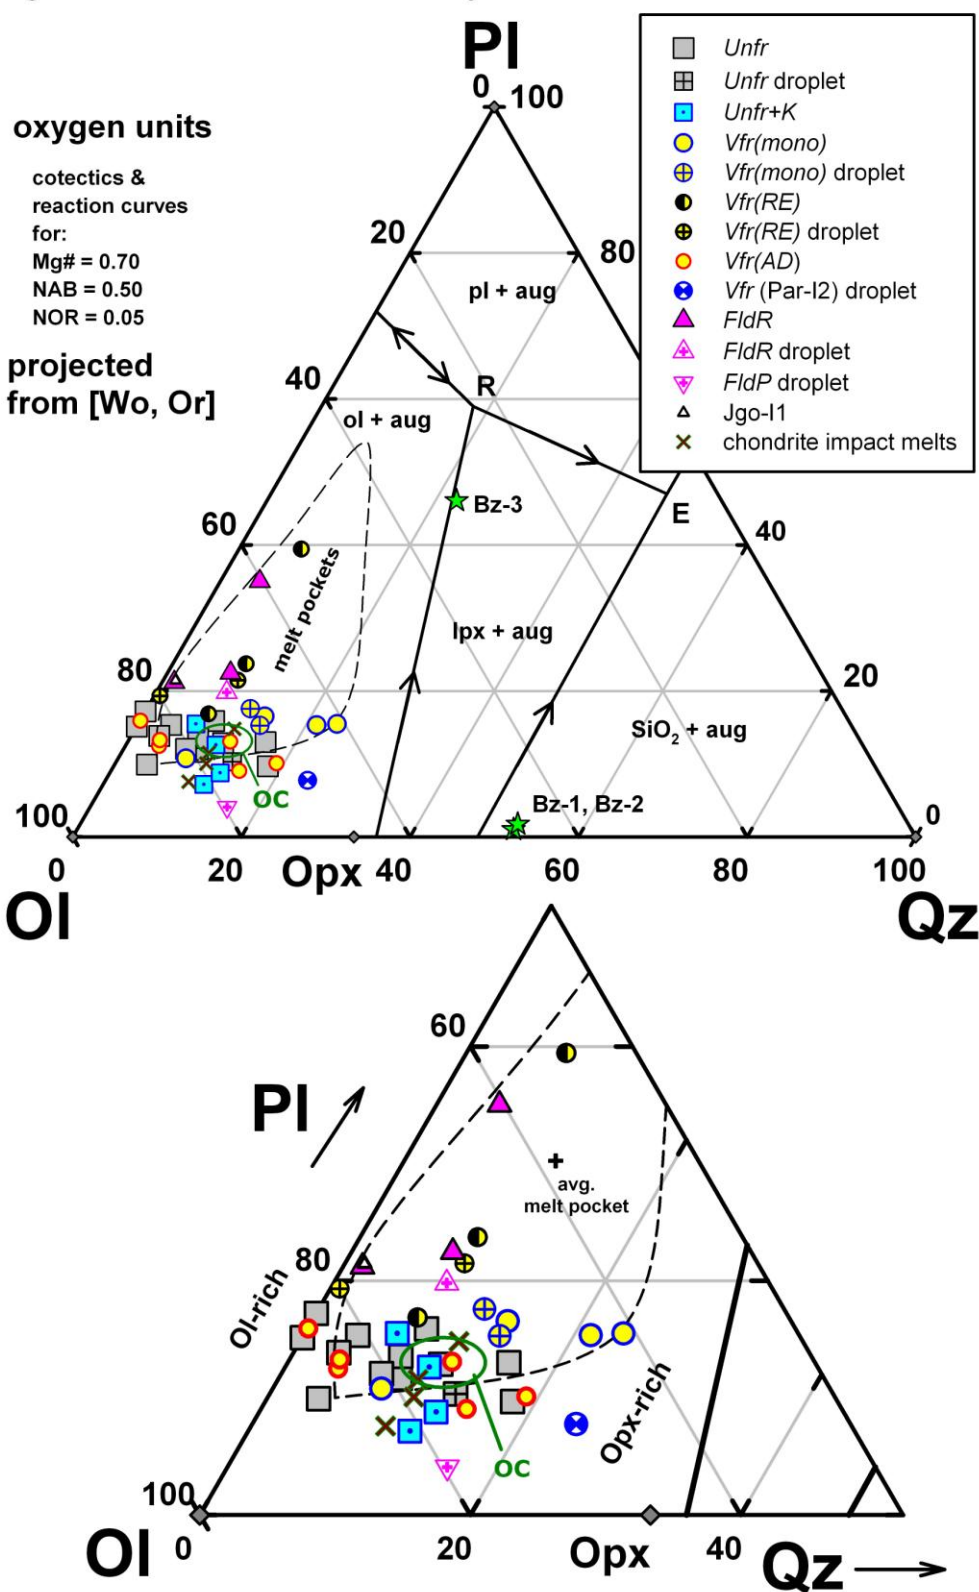 Pl
0 100
oxygen units
cotectics &
reaction curves
for:
Mg# = 0.70
NAB = 0.50
NOR = 0.05
projected
from [Wo, Or]
Unfr
Unfr droplet
Unfr+K
Vfr(mono)
Vfr(mono) droplet
Vfr(RE)
Vfr(RE) droplet
Vfr(AD)
Vfr (Par-I2) droplet
FldR
FldR droplet
FldP droplet
Jgo-I1
chondrite impact melts
20
80
pl + aug
40
R
ol + aug
Bz-3
E
60
40
melt pockets
lpx + aug
80
20
SiO2 + aug
OC
Bz-1, Bz-2
100
0
0
20
Opx
40
60
80
100
Ol
Qz
60
Pl
avg.
melt pocket
80
Ol-rich
Opx-rich
OC
100
Ol
0
20
Opx
40
Qz